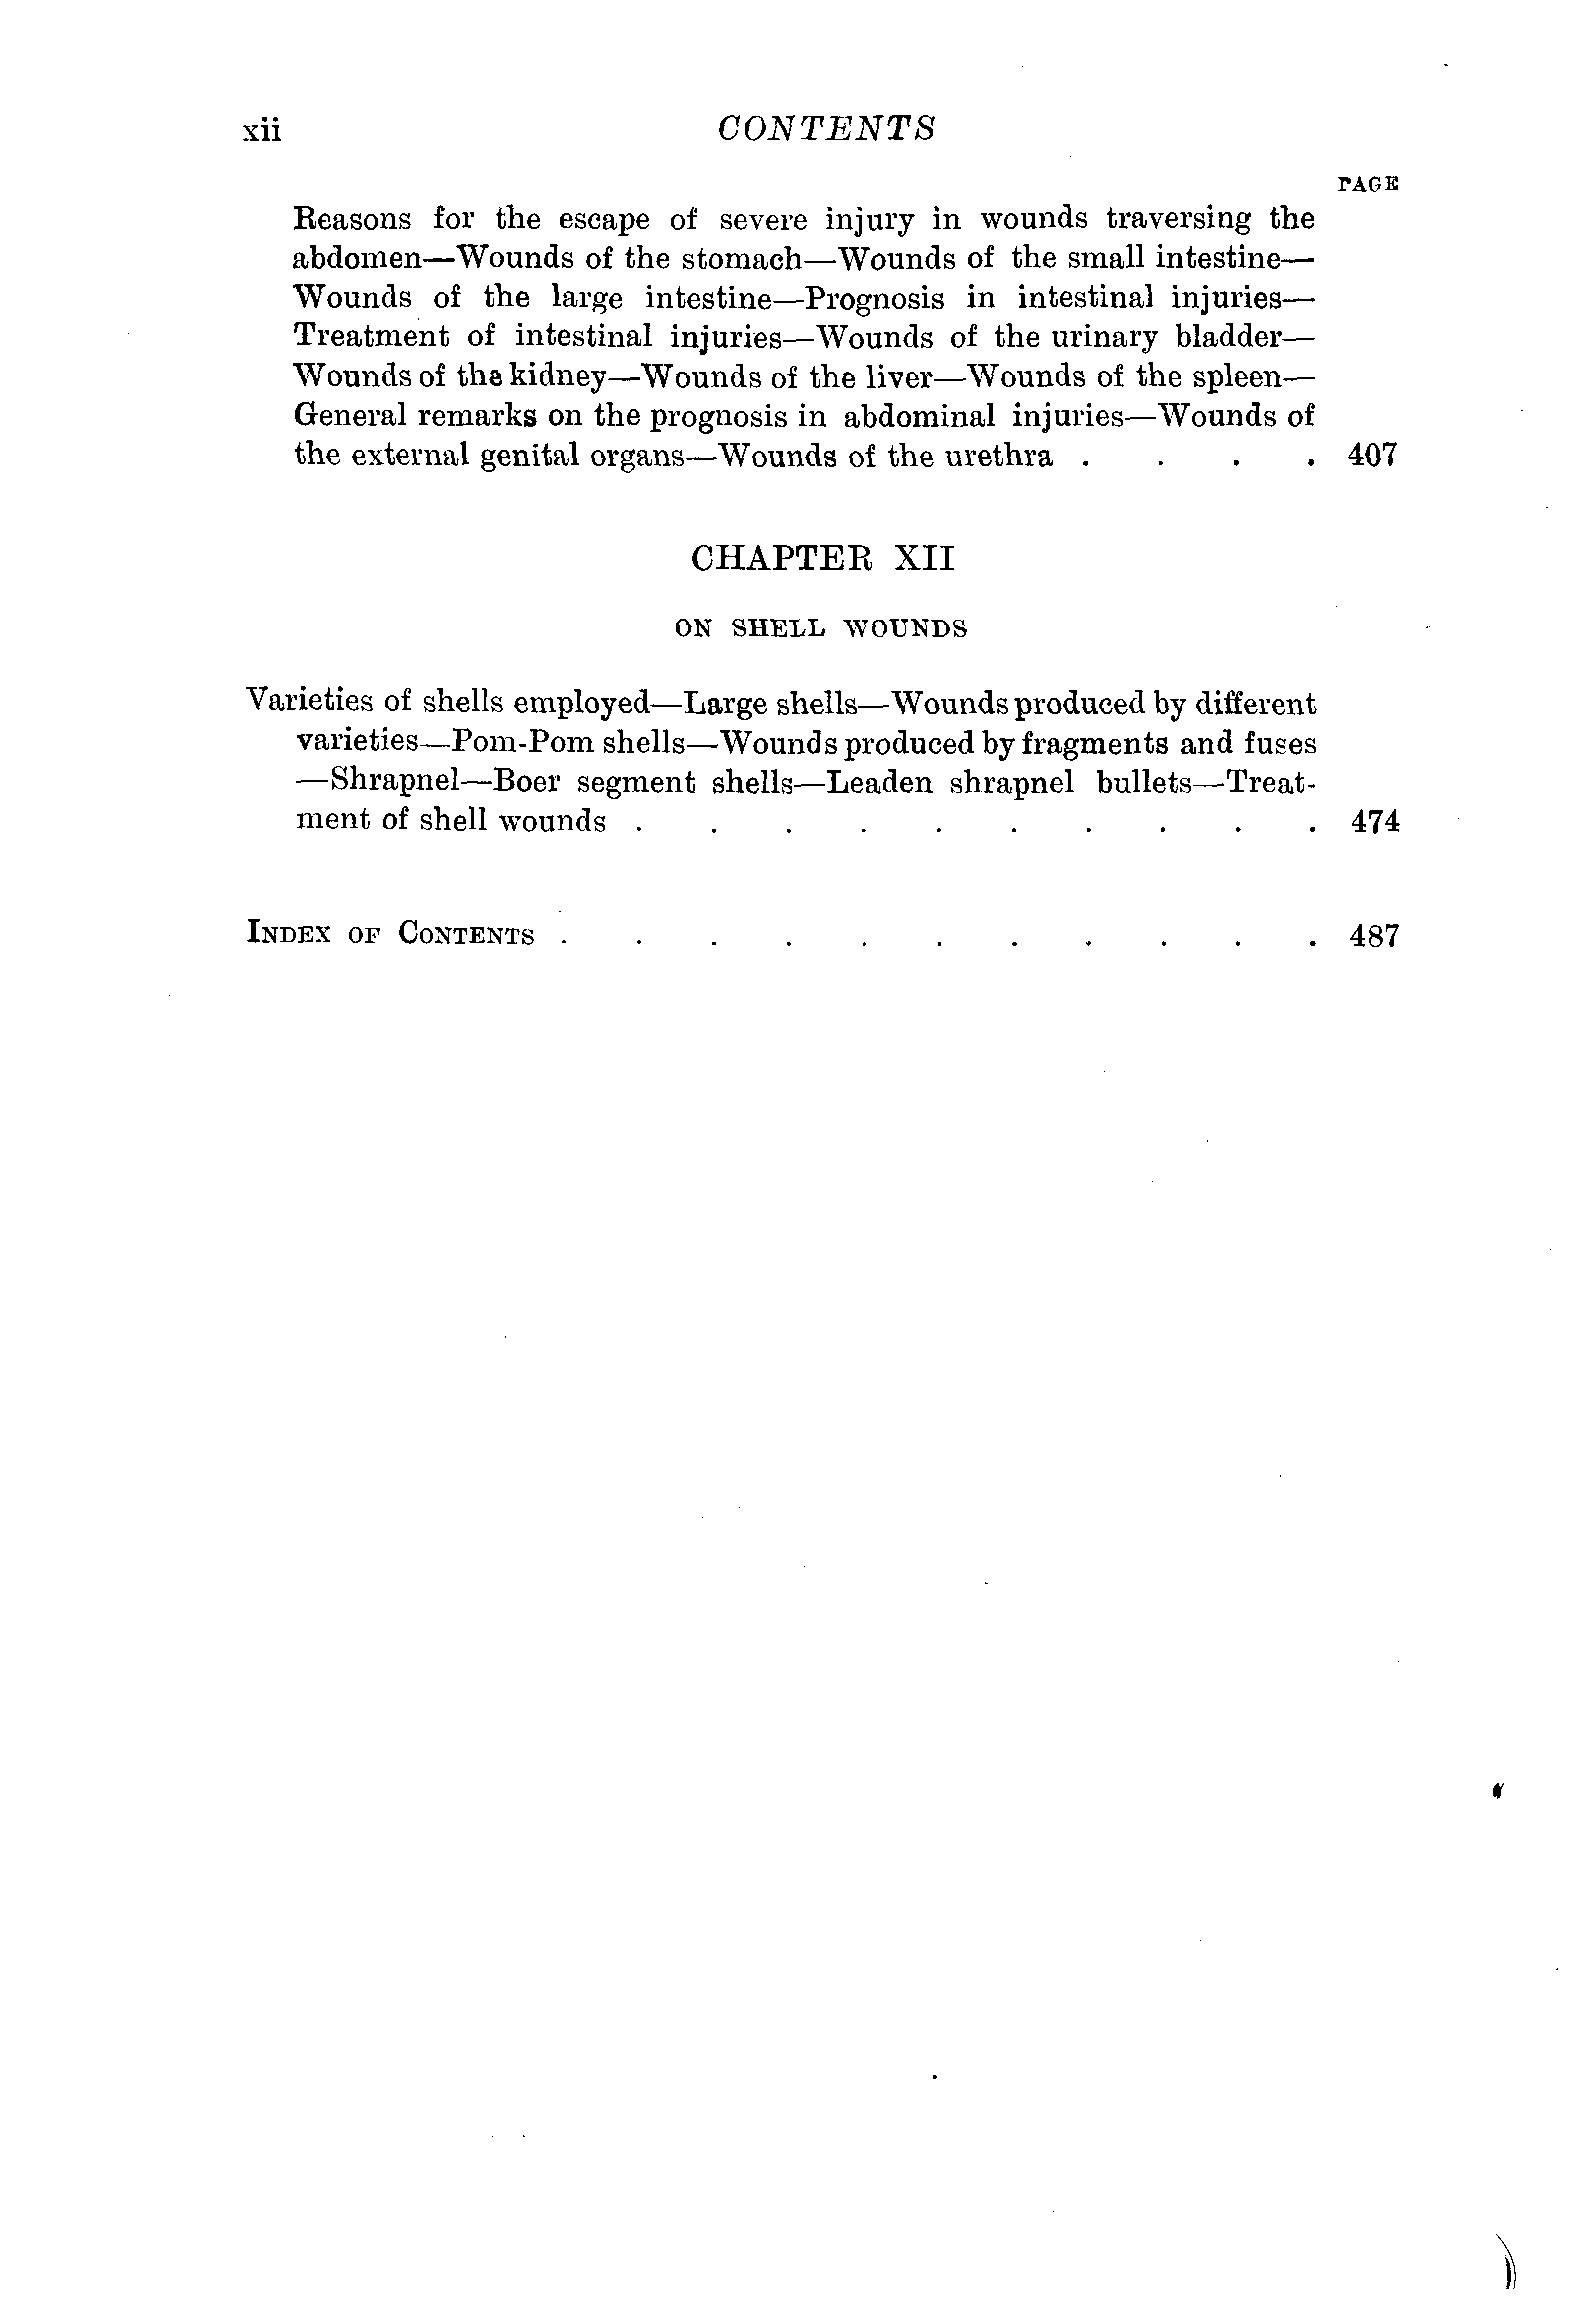 xii CONTENTS
PAGE
Reasons for the escape of severe injury in wounds traversing the
abdomen—Wounds of the stomach—Wounds of the small intestine—
Wounds of the large intestine—Prognosis in intestinal injuries—
Treatment of intestinal injuries—Wounds of the urinary bladder—
Wounds of the kidney—Wounds of the liver—Wounds of the spleen—
General remarks on the prognosis in abdominal injuries—Wounds of
the external genital organs—Wounds of the urethra . . . . 407
CHAPTER XII
ON SHELL WOUNDS
Varieties of shells employed—Large shells—Wounds produced by different
varieties—Pom-Pom shells—Wounds produced by fragments and fuses
—Shrapnel—Boer segment shells—Leaden shrapnel bullets—Treat-
ment of shell wounds . . . . . . . . . . 474
INDEX OF CONTENTS . . . . . . . . . . . 487